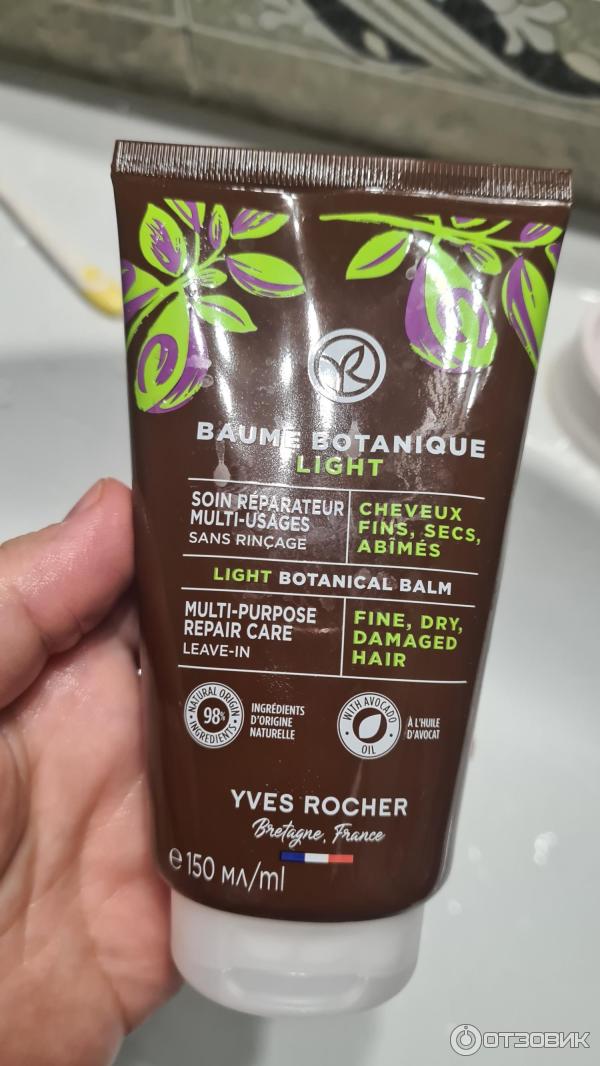 BAUME BOTANIQUE
LIGHT
SOIN RÉPARATEUR
MULTI-USAGES
SANS RINÇAGE
CHEVEUX
FINS, SECS,
ABÎMÉS
LIGHT BOTANICAL BALM
MULTI-PURPOSE
REPAIR CARE
LEAVE-IN
FINE, DRY,
DAMAGED
HAIR
NATURAL ORIGIN
98%
INGREDIENTS
INGRÉDIENTS
D'ORIGINE
NATURELLE
WITH AVOCADO
OIL
À L'HUILE
D'AVOCAT
YVES ROCHER
Bretagne, France
e 150 МЛ/ml
ОТЗОВИК